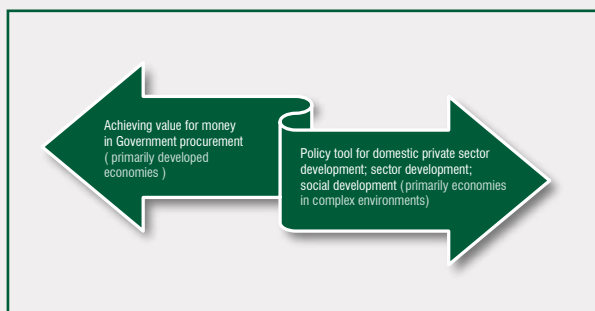 Achieving value for money
in Government procurement
( primarily developed
economies )
Policy tool for domestic private sector
development; sector development;
social development (primarily economies
in complex environments)